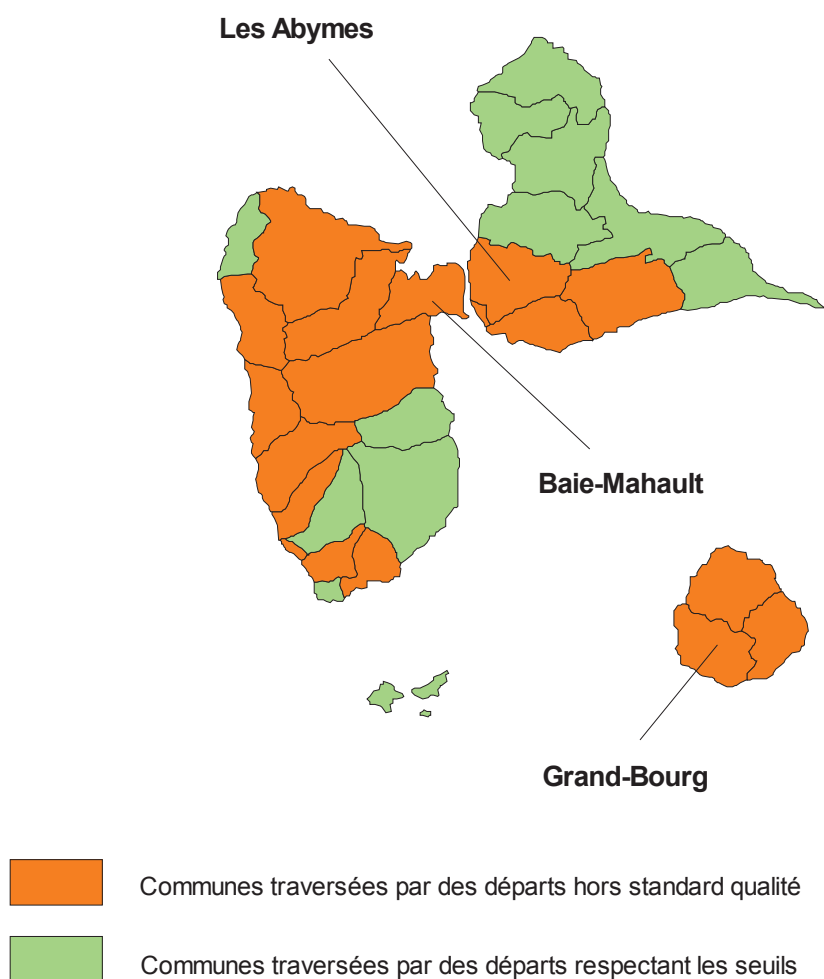 Les Abymes
Baie-Mahault
Grand-Bourg
Communes traversées par des départs hors standard qualité
Communes traversées par des départs respectant les seuils